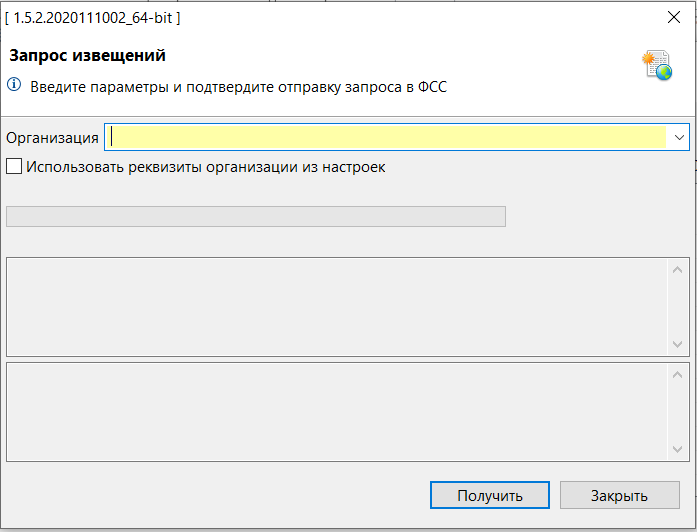 [ 1.5.2.2020111002_64-bit ]
Запрос извещений
Введите параметры и подтвердите отправку запроса в ФСС
Организация
Использовать реквизиты организации из настроек
Получить
Закрыть